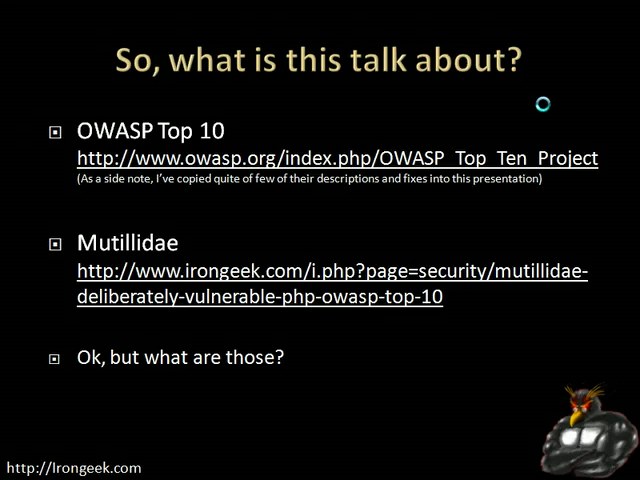 So, what is this talk about?
OWASP Top 10
http://www.owasp.org/index.php/OWASP_Top_Ten_Project
(As a side note, I've copied quite of few of their descriptions and fixes into this presentation)
Mutillidae
http://www.irongeek.com/i.php?page=security/mutillidae-
deliberately-vulnerable-php-owasp-top-10
Ok, but what are those?
http://Irongeek.com